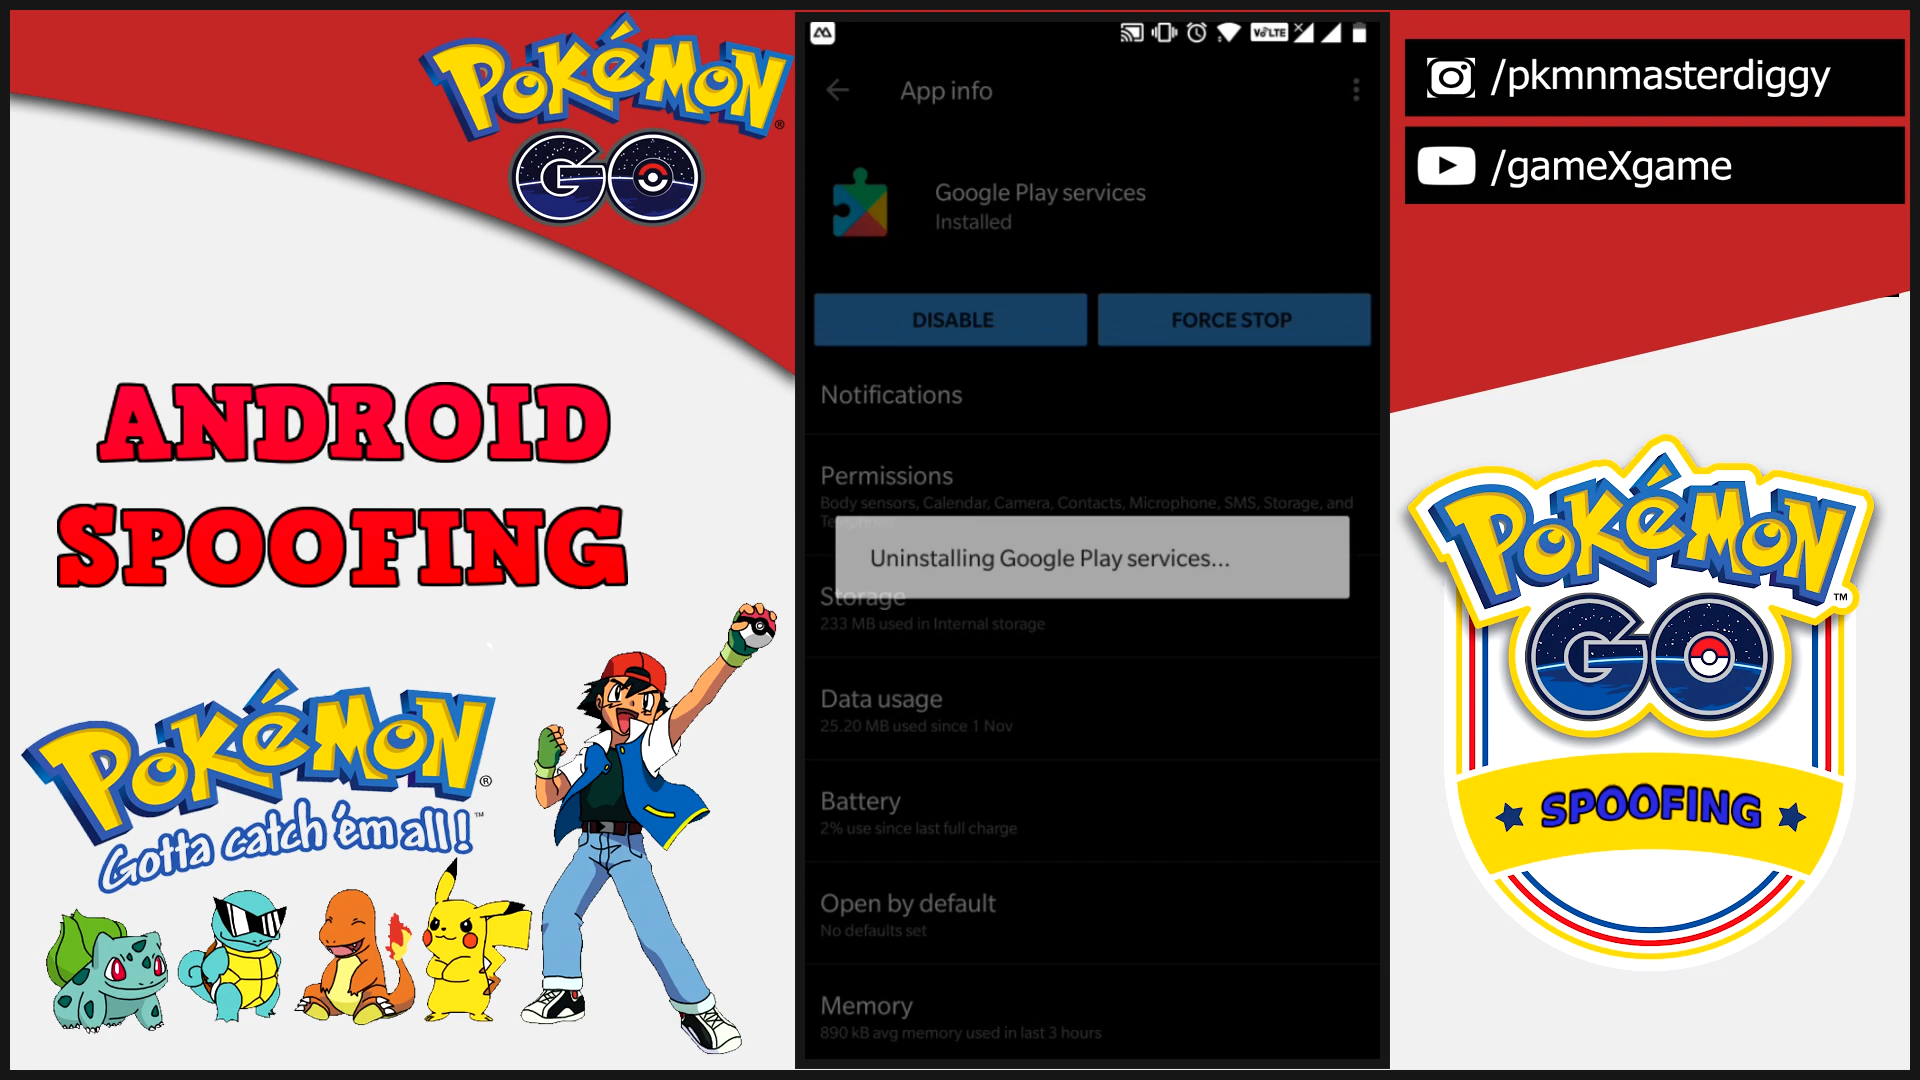 POKÉMON
GO
ANDROID
SPOOFING
POKÉMON
Gotta catch 'em all!
VoLTE
App info
Google Play services
Installed
DISABLE
FORCE STOP
Notifications
Permissions
Body sensors, Calendar, Camera, Contacts, Microphone, SMS, Storage, and
Uninstalling Google Play services...
Storage
233 MB used in Internal storage
Data usage
25.20 MB used since 1 Nov
Battery
2% use since last full charge
Open by default
No defaults set
Memory
890 kB avg memory used in last 3 hours
/pkmnmasterdiggy
/gameXgame
POKÉMON
GO
SPOOFING